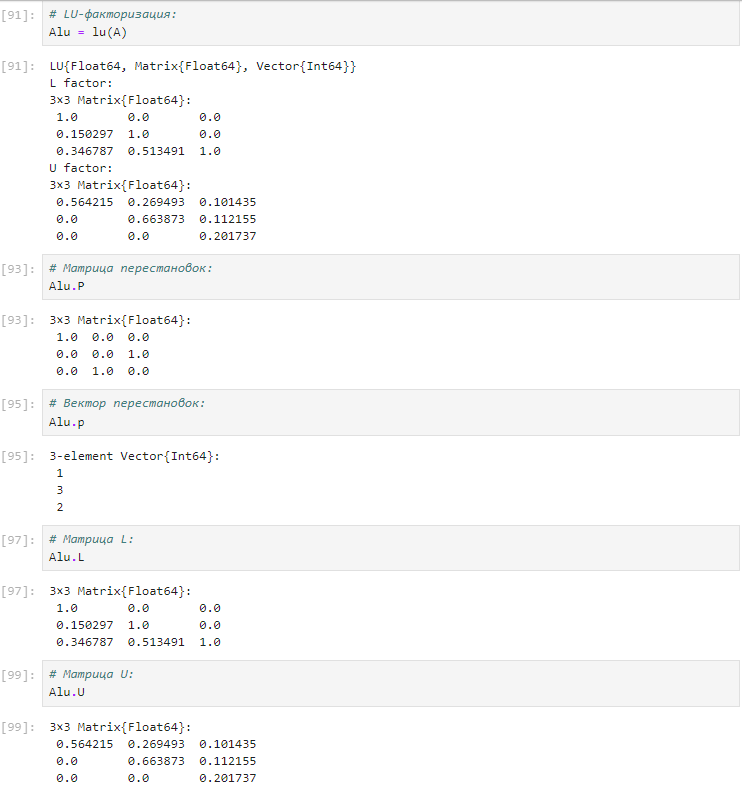 [91]: # LU-факторизация:
Alu = lu(A)
[91]: LU{Float64, Matrix{Float64}, Vector{Int64}}
L factor:
3×3 Matrix{Float64}:
1.0       0.0       0.0
0.150297  1.0       0.0
0.346787  0.513491  1.0
U factor:
3×3 Matrix{Float64}:
0.564215  0.269493  0.101435
0.0       0.663873  0.112155
0.0       0.0       0.201737
[93]: # Матрица перестановок:
Alu.P
[93]: 3×3 Matrix{Float64}:
1.0  0.0  0.0
0.0  0.0  1.0
0.0  1.0  0.0
[95]: # Вектор перестановок:
Alu.p
[95]: 3-element Vector{Int64}:
1
3
2
[97]: # Матрица L:
Alu.L
[97]: 3×3 Matrix{Float64}:
1.0       0.0       0.0
0.150297  1.0       0.0
0.346787  0.513491  1.0
[99]: # Матрица U:
Alu.U
[99]: 3×3 Matrix{Float64}:
0.564215  0.269493  0.101435
0.0       0.663873  0.112155
0.0       0.0       0.201737